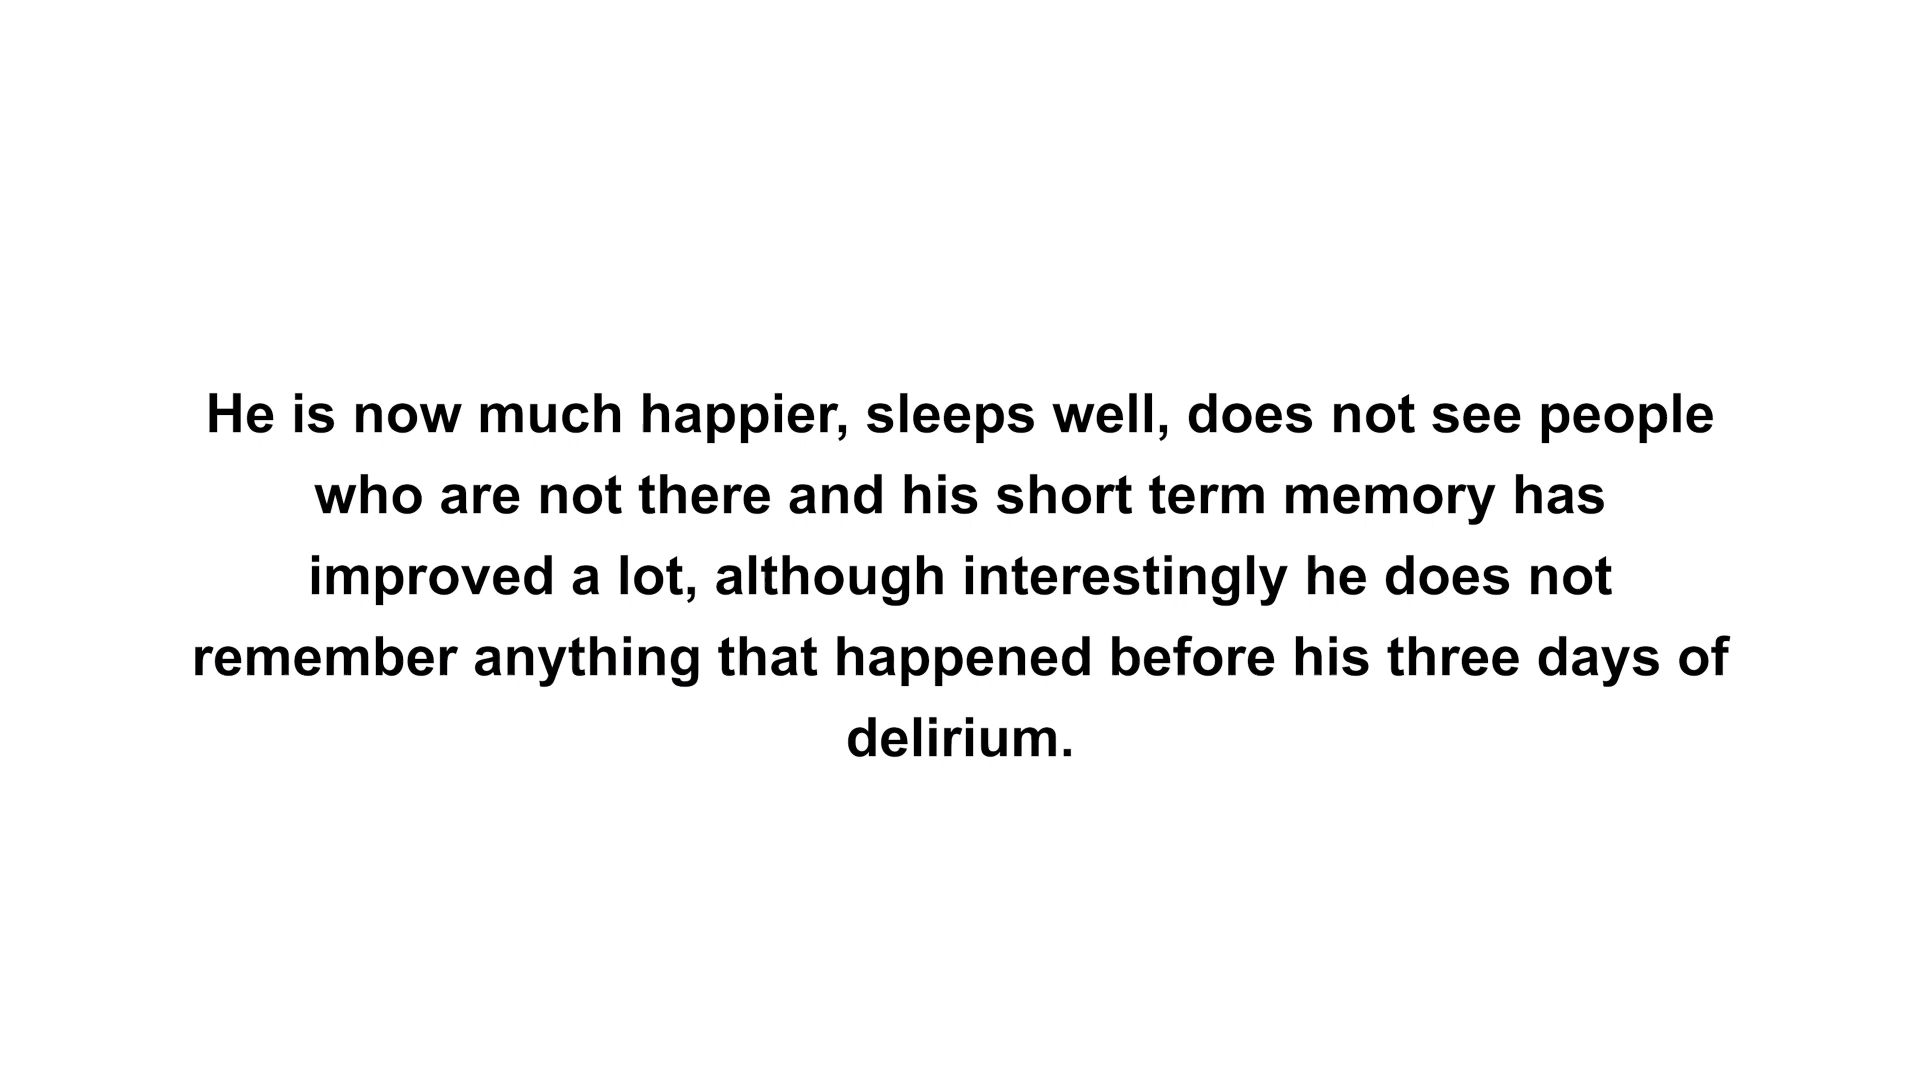 He is now much happier, sleeps well, does not see people
who are not there and his short term memory has
improved a lot, although interestingly he does not
remember anything that happened before his three days of
delirium.